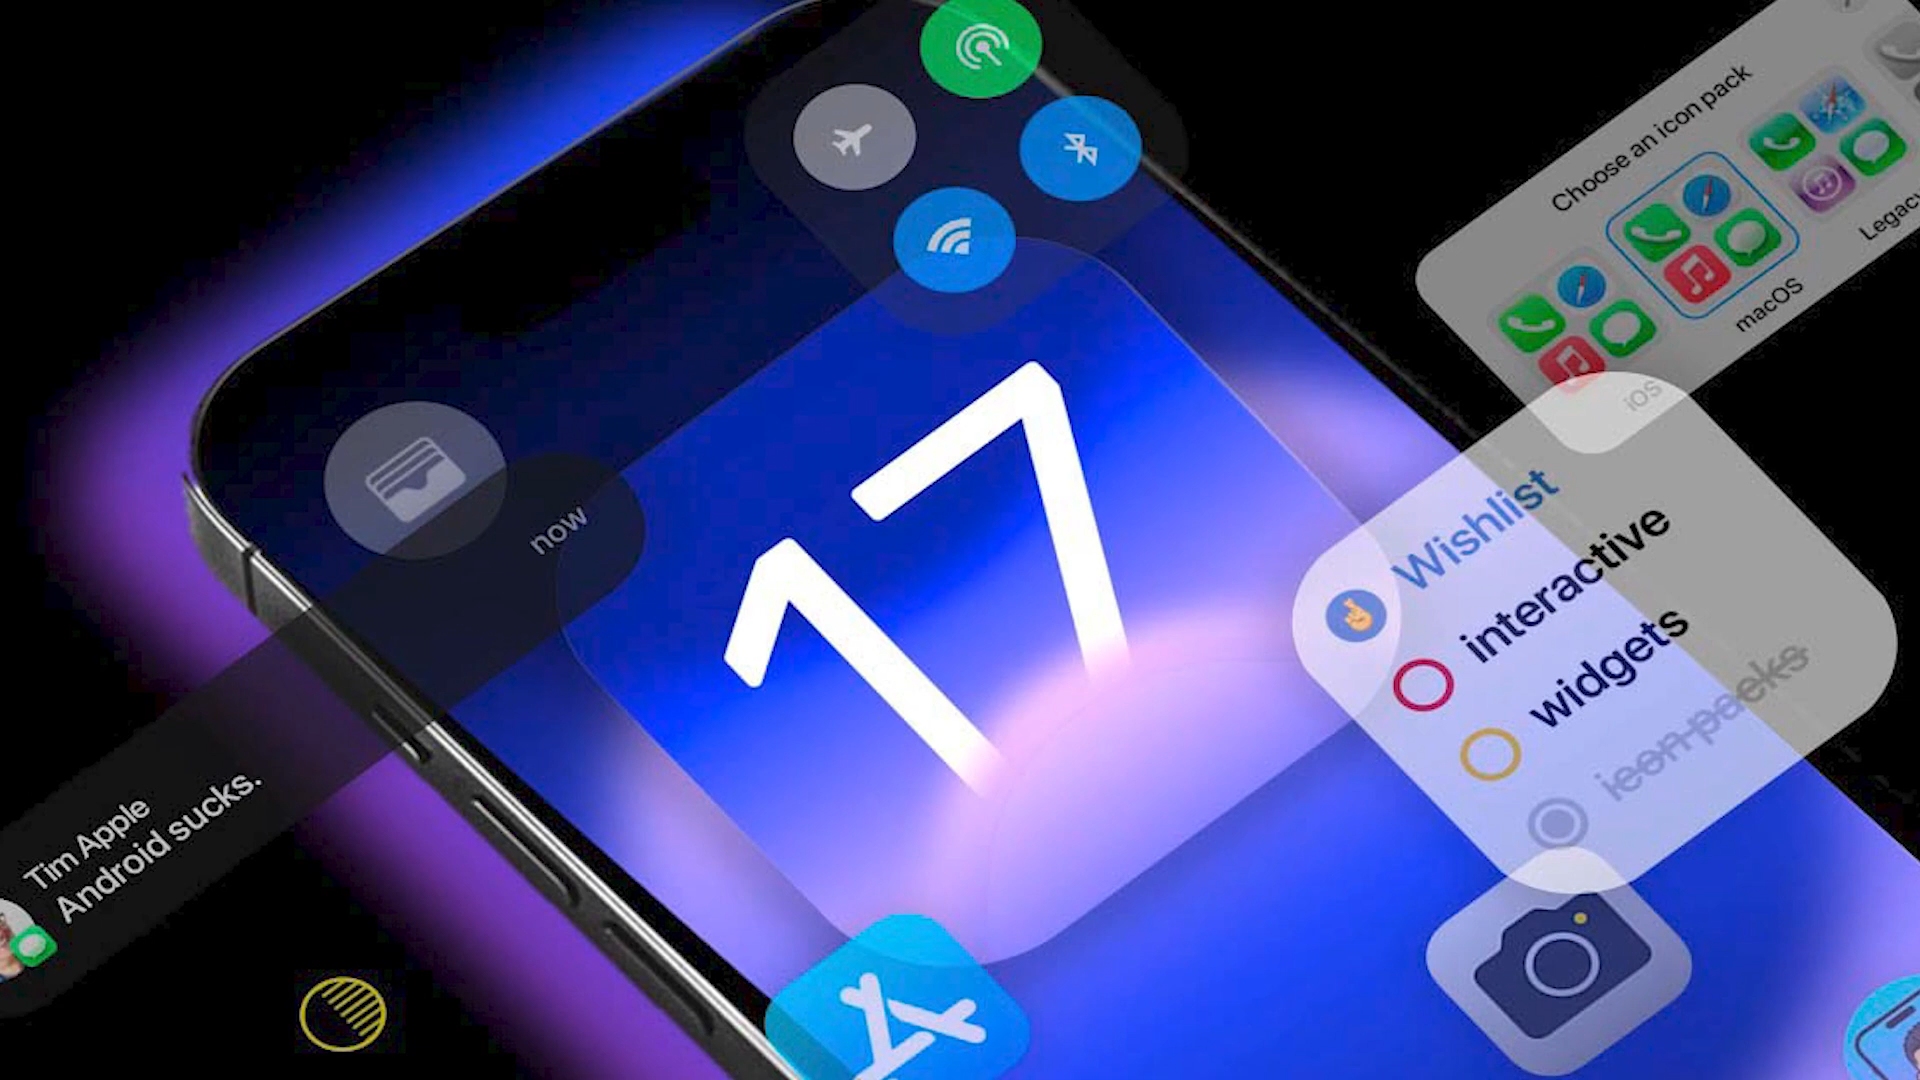 Choose an icon pack
Legacy
macOS
iOS
now
17
Wishlist
interactive
widgets
icon packs
Tim Apple
Android sucks.